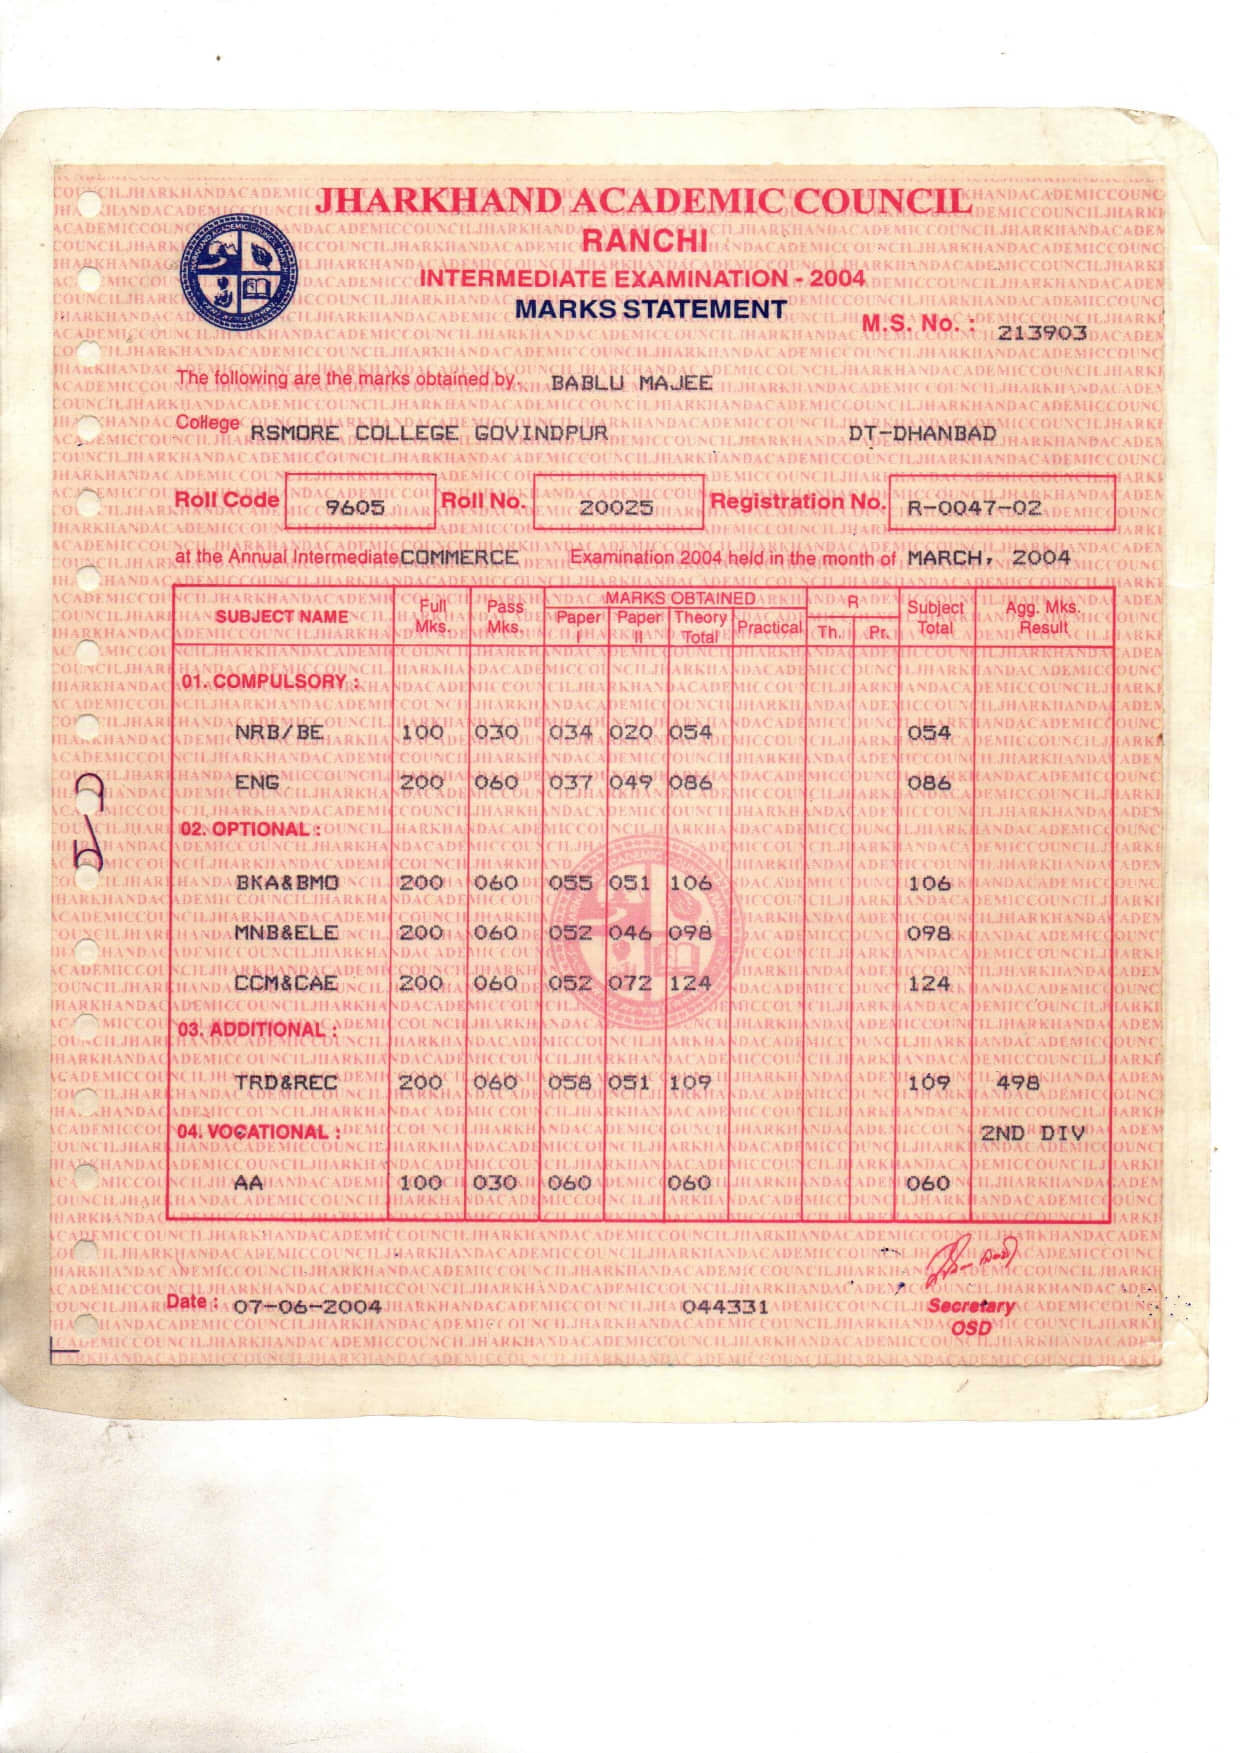 JHARKHAND ACADEMIC COUNCIL
RANCHI
INTERMEDIATE EXAMINATION - 2004
MARKS STATEMENT
M.S. No. : 213903
The following are the marks obtained by. BABLU MAJEE
College RSMORE COLLEGE GOVINDPUR DT-DHANBAD
Roll Code 9605 Roll No. 20025 Registration No. R-0047-02
at the Annual Intermediate COMMERCE Examination 2004 held in the month of MARCH, 2004
SUBJECT NAME Full Mks. Pass Mks. MARKS OBTAINED Paper I Paper II Theory Total Practical R Th. Pr. Subject Total Agg. Mks. Result
01. COMPULSORY :
NRB/BE 100 030 034 020 054 054
ENG 200 060 037 049 086 086
02. OPTIONAL :
BKA&BMO 200 060 055 051 106 106
MNB&ELE 200 060 052 046 098 098
CCM&CAE 200 060 052 072 124 124
03. ADDITIONAL :
TRD&REC 200 060 058 051 109 109 498
04. VOCATIONAL : 2ND DIV
AA 100 030 060 060 060
Date : 07-06-2004 044331 Secretary
OSD